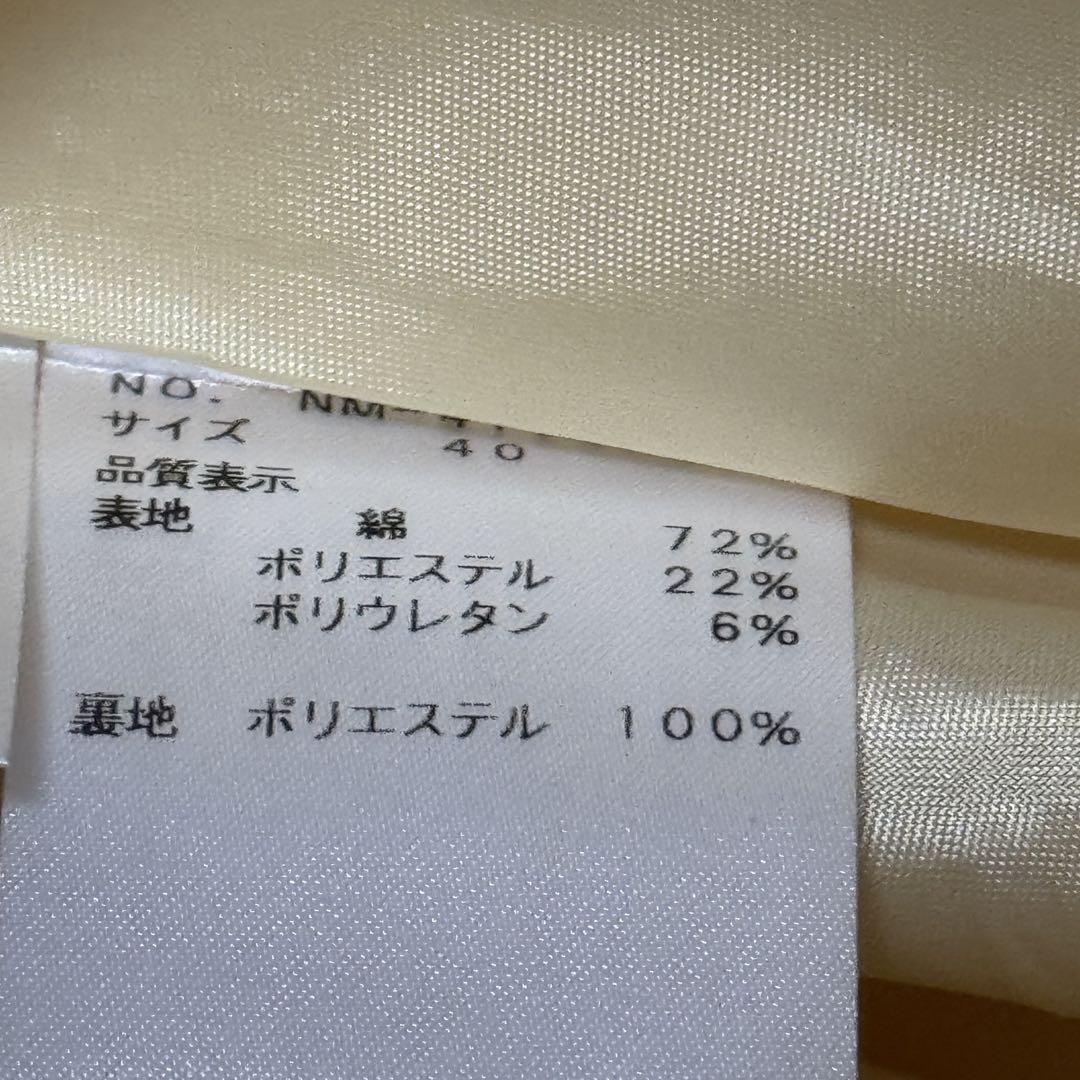 NO. NM-
サイズ 40
品質表示
表地 綿 72%
ポリエステル 22%
ポリウレタン 6%
裏地 ポリエステル 100%